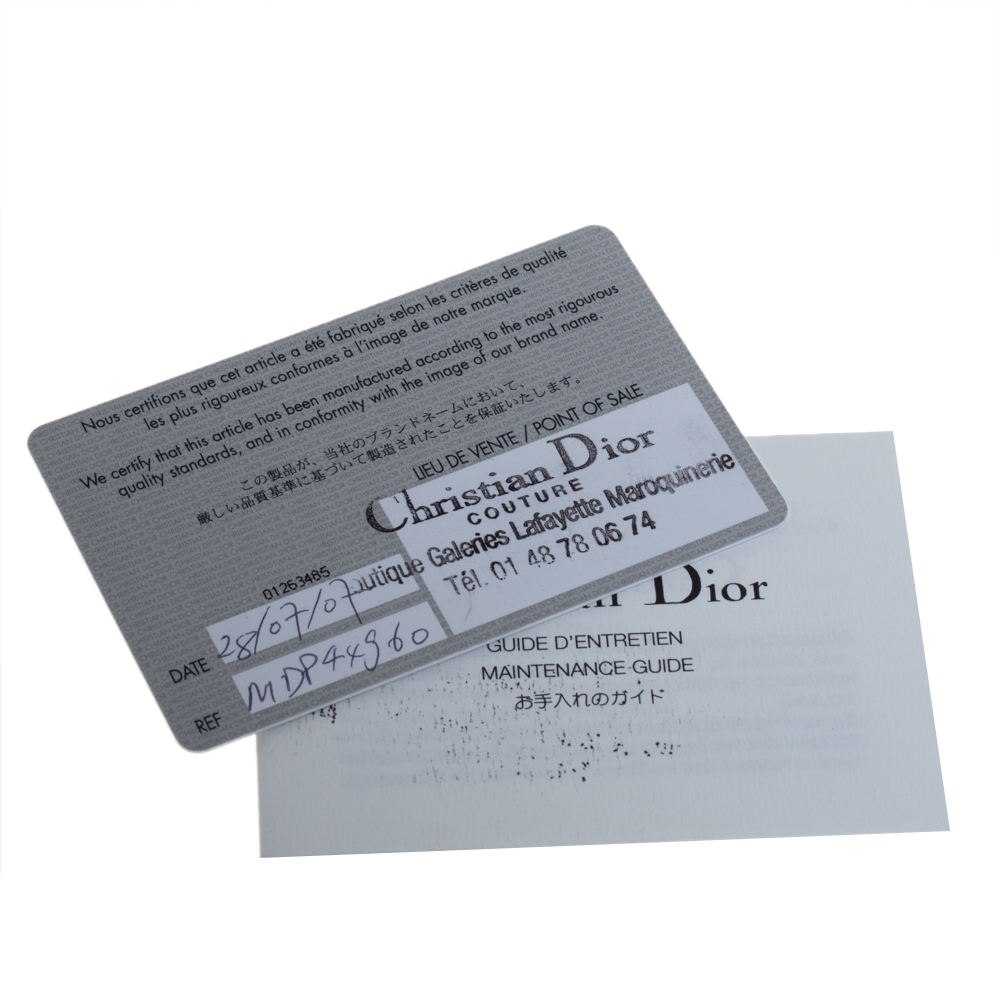 Nous certifions que cet article a été fabriqué selon les critères de qualité
les plus rigoureux conformes à l'image de notre marque.
We certify that this article has been manufactured according to the most rigourous
quality standards, and in conformity with the image of our brand name.
この製品が、当社のブランドネームにおいて、
厳しい品質基準に基づいて製造されたことを保証いたします。
LIEU DE VENTE / POINT OF SALE
Christian Dior
COUTURE
outique Galeries Lafayette Maroquinerie
Tél. 01 48 78 06 74
01263485
DATE 28/07/07
REF MDP44960
Dior
GUIDE D'ENTRETIEN
MAINTENANCE GUIDE
お手入れのガイド